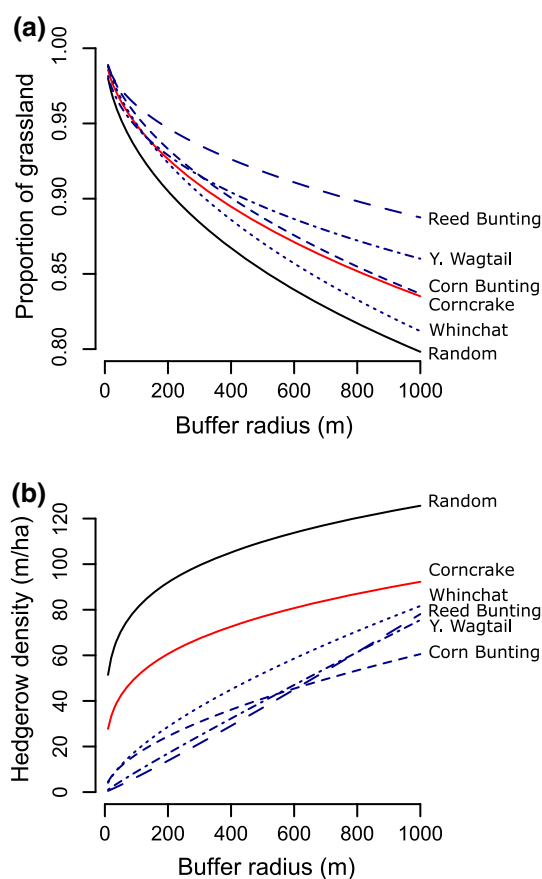 (a)
Proportion of grassland
1.00
0.95
0.90
0.85
0.80
Reed Bunting
Y. Wagtail
Corn Bunting
Corncrake
Whinchat
Random
0 200 400 600 800 1000
Buffer radius (m)
(b)
Hedgerow density (m/ha)
120
100
80
60
40
20
0
Random
Corncrake
Whinchat
Reed Bunting
Y. Wagtail
Corn Bunting
0 200 400 600 800 1000
Buffer radius (m)